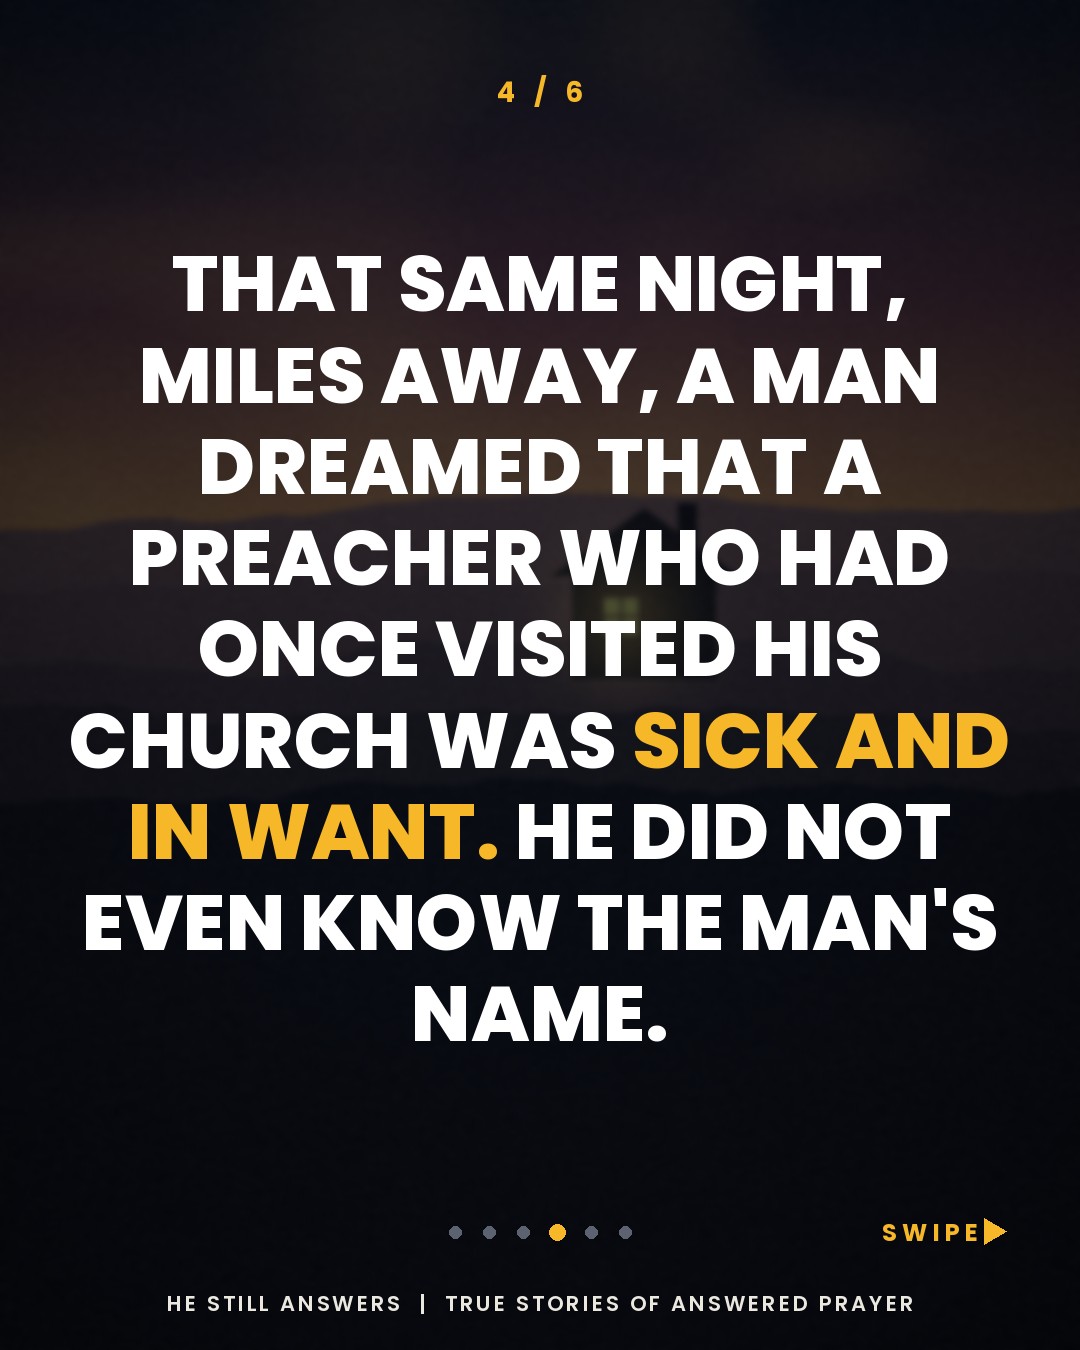 4 / 6
THAT SAME NIGHT,
MILES AWAY, A MAN
DREAMED THAT A
PREACHER WHO HAD
ONCE VISITED HIS
CHURCH WAS SICK AND
IN WANT. HE DID NOT
EVEN KNOW THE MAN'S
NAME.
SWIPE
HE STILL ANSWERS | TRUE STORIES OF ANSWERED PRAYER